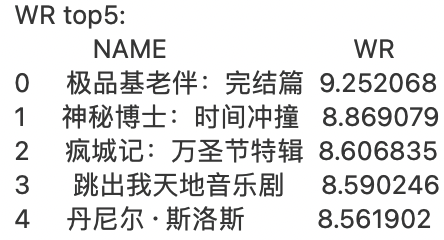 WR top5:
NAME WR
0 极品基老伴：完结篇 9.252068
1 神秘博士：时间冲撞 8.869079
2 疯城记：万圣节特辑 8.606835
3 跳出我天地音乐剧 8.590246
4 丹尼尔·斯洛斯 8.561902